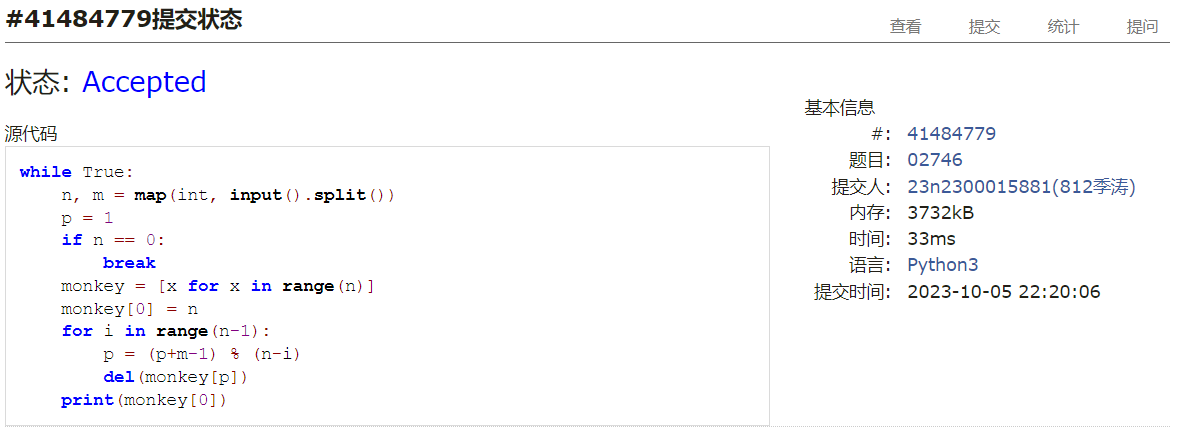 #41484779提交状态
查看 提交 统计 提问
状态: Accepted
源代码
while True:
    n, m = map(int, input().split())
    p = 1
    if n == 0:
        break
    monkey = [x for x in range(n)]
    monkey[0] = n
    for i in range(n-1):
        p = (p+m-1) % (n-i)
        del(monkey[p])
    print(monkey[0])
基本信息
#: 41484779
题目: 02746
提交人: 23n2300015881(812季涛)
内存: 3732kB
时间: 33ms
语言: Python3
提交时间: 2023-10-05 22:20:06